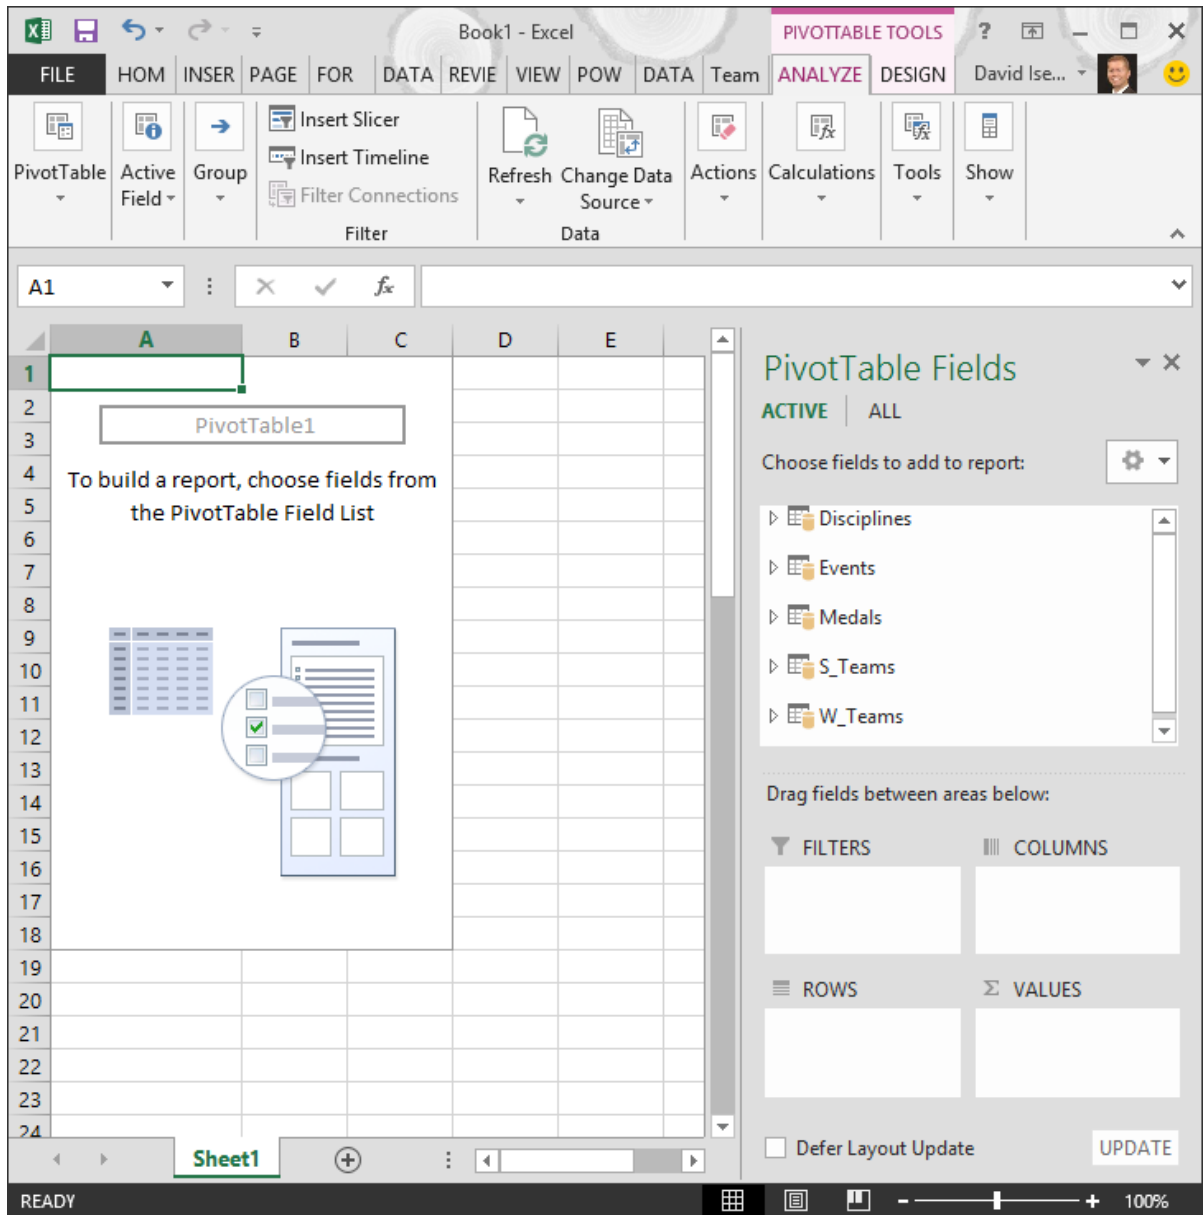 Book1 - Excel
PIVOTTABLE TOOLS
?
FILE HOM INSER PAGE FOR DATA REVIE VIEW POW DATA Team ANALYZE DESIGN David Ise...
PivotTable
Active Field
Group
Insert Slicer
Insert Timeline
Filter Connections
Filter
Refresh
Change Data Source
Data
Actions
Calculations
Tools
Show
A1
fx
A B C D E
1
2
3
4
5
6
7
8
9
10
11
12
13
14
15
16
17
18
19
20
21
22
23
24
PivotTable1
To build a report, choose fields from
the PivotTable Field List
PivotTable Fields
ACTIVE ALL
Choose fields to add to report:
Disciplines
Events
Medals
S_Teams
W_Teams
Drag fields between areas below:
FILTERS
COLUMNS
ROWS
Σ VALUES
Defer Layout Update
UPDATE
Sheet1
READY
100%